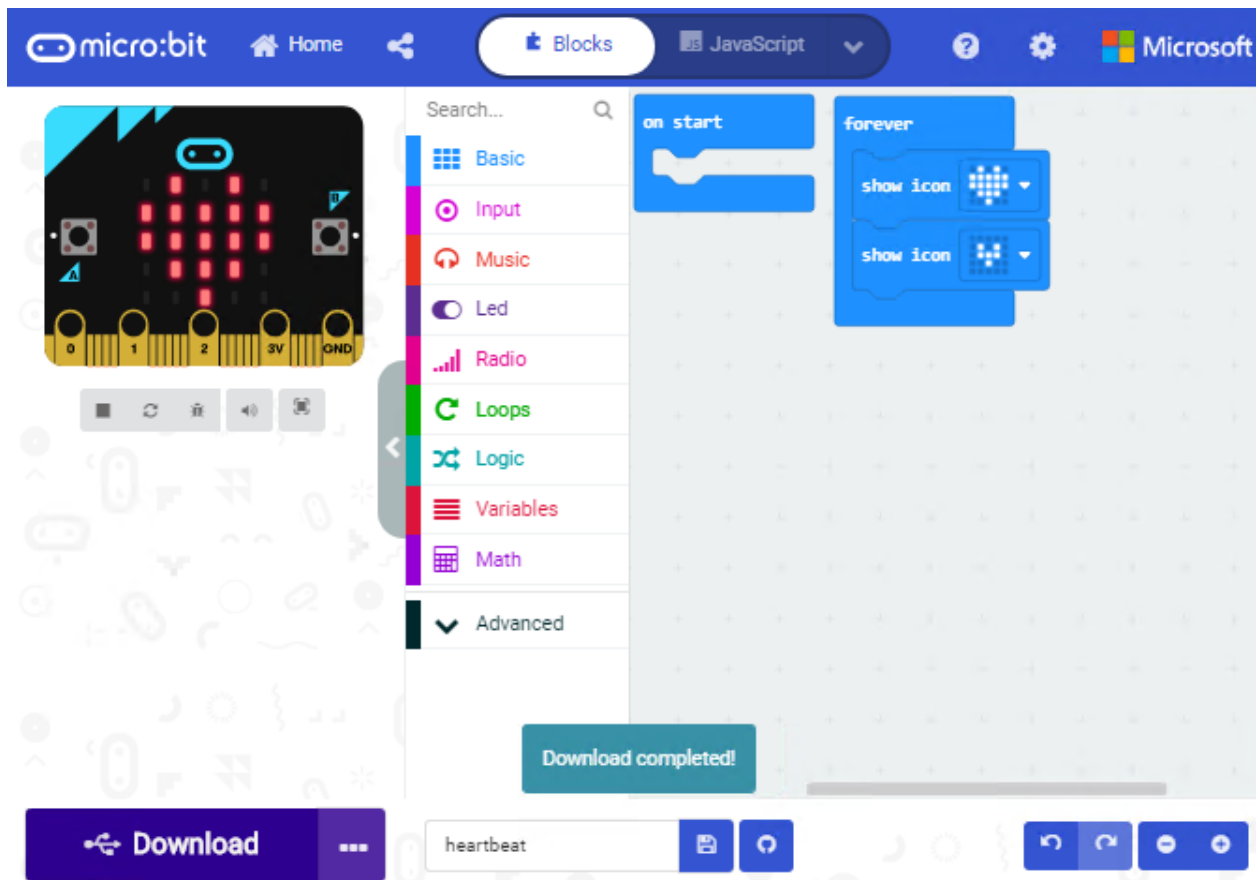 micro:bit
Home
Blocks
JS JavaScript
?
Microsoft
B
A
0 1 2 3V GND
Search...
Basic
Input
Music
Led
Radio
Loops
Logic
Variables
Math
Advanced
on start
forever
show icon
show icon
Download completed!
Download
heartbeat